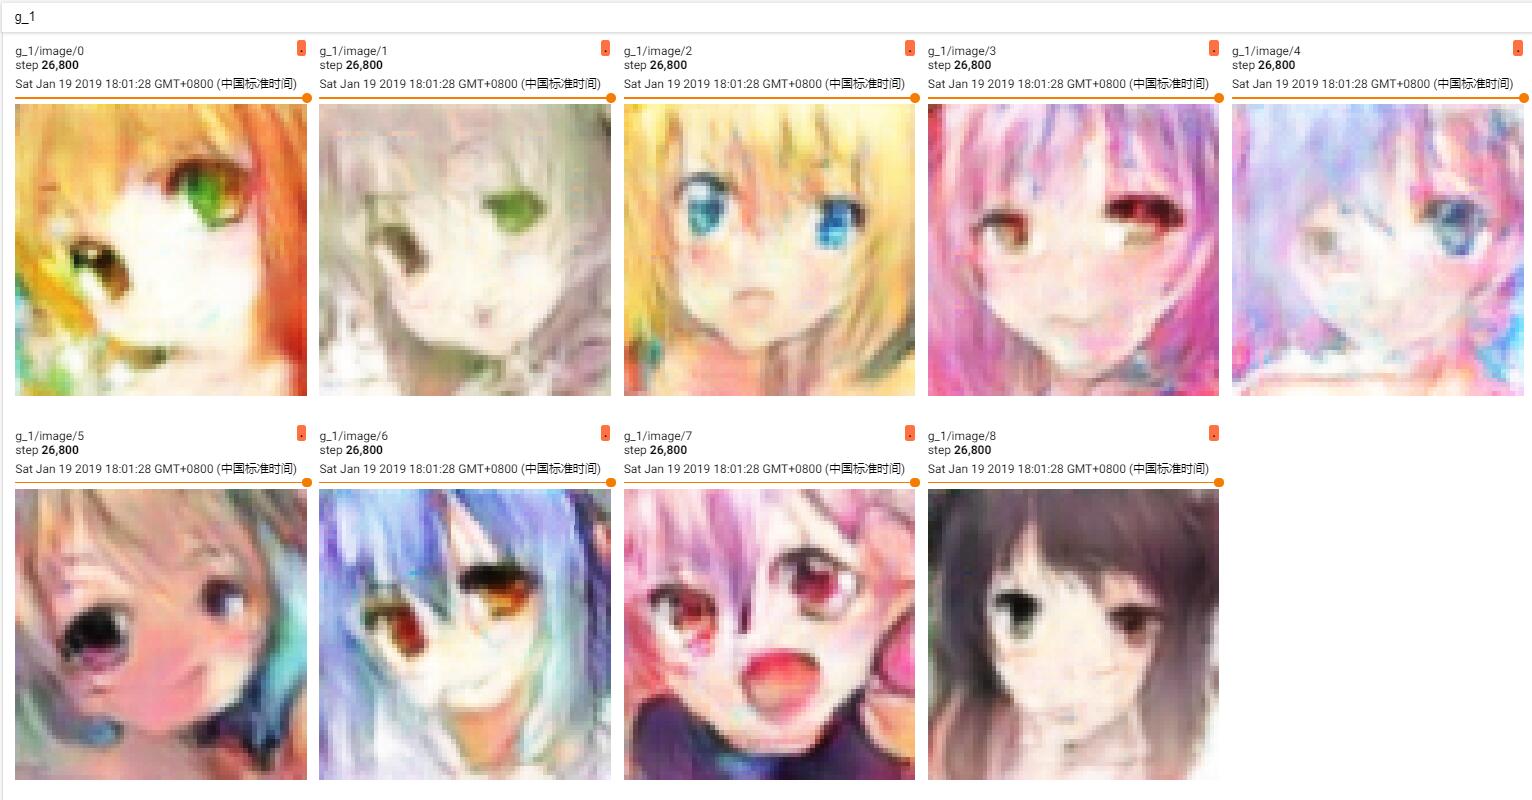 g_1
g_1/image/0
step 26,800
Sat Jan 19 2019 18:01:28 GMT+0800 (中国标准时间)
g_1/image/1
step 26,800
Sat Jan 19 2019 18:01:28 GMT+0800 (中国标准时间)
g_1/image/2
step 26,800
Sat Jan 19 2019 18:01:28 GMT+0800 (中国标准时间)
g_1/image/3
step 26,800
Sat Jan 19 2019 18:01:28 GMT+0800 (中国标准时间)
g_1/image/4
step 26,800
Sat Jan 19 2019 18:01:28 GMT+0800 (中国标准时间)
g_1/image/5
step 26,800
Sat Jan 19 2019 18:01:28 GMT+0800 (中国标准时间)
g_1/image/6
step 26,800
Sat Jan 19 2019 18:01:28 GMT+0800 (中国标准时间)
g_1/image/7
step 26,800
Sat Jan 19 2019 18:01:28 GMT+0800 (中国标准时间)
g_1/image/8
step 26,800
Sat Jan 19 2019 18:01:28 GMT+0800 (中国标准时间)